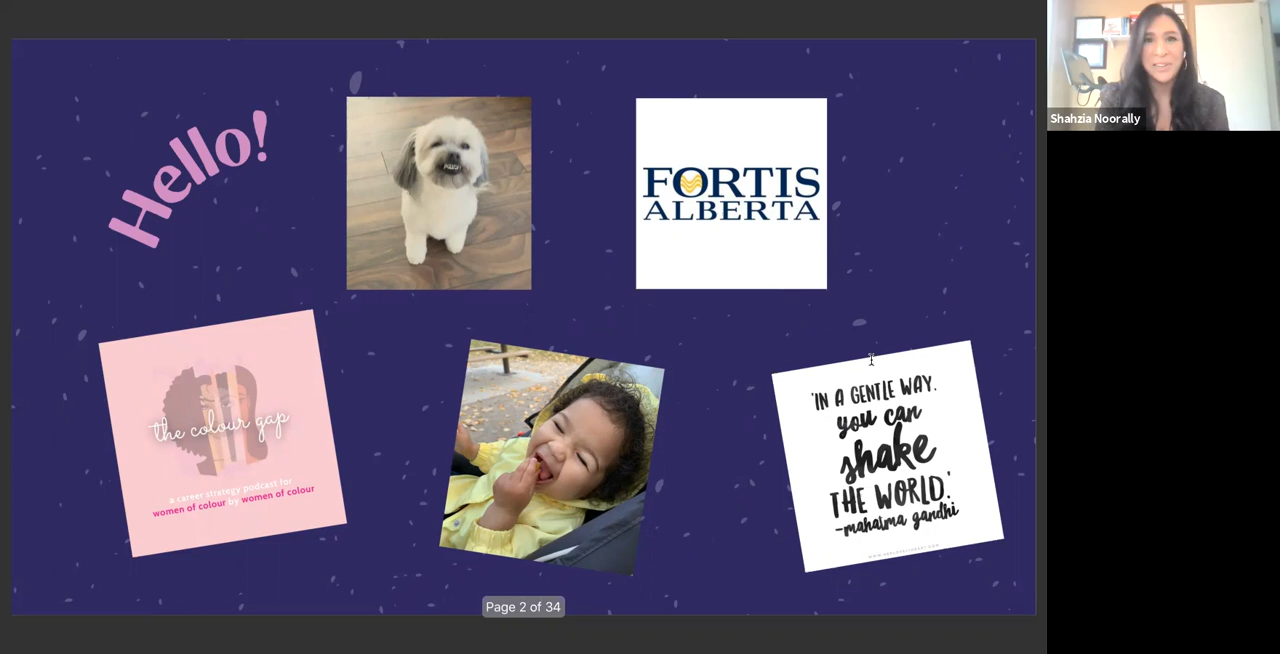 Hello!
FORTIS
ALBERTA
Shahzia Noorally
the colour gap
a career strategy podcast for
women of colour by women of colour
'IN A GENTLE WAY.
you can
shake
THE WORLD.'
-mahatma gandhi
Page 2 of 34